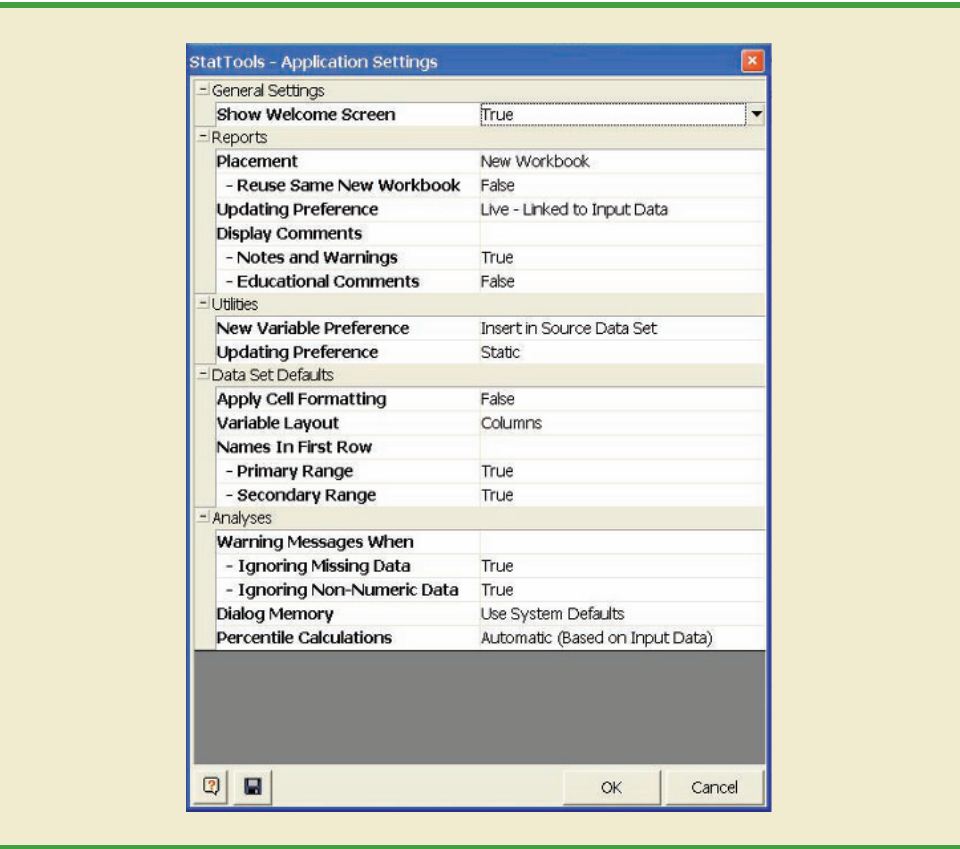 StatTools - Application Settings
General Settings
Show Welcome Screen True
Reports
Placement New Workbook
- Reuse Same New Workbook False
Updating Preference Live - Linked to Input Data
Display Comments
- Notes and Warnings True
- Educational Comments False
Utilities
New Variable Preference Insert in Source Data Set
Updating Preference Static
Data Set Defaults
Apply Cell Formatting False
Variable Layout Columns
Names In First Row
- Primary Range True
- Secondary Range True
Analyses
Warning Messages When
- Ignoring Missing Data True
- Ignoring Non-Numeric Data True
Dialog Memory Use System Defaults
Percentile Calculations Automatic (Based on Input Data)
OK Cancel